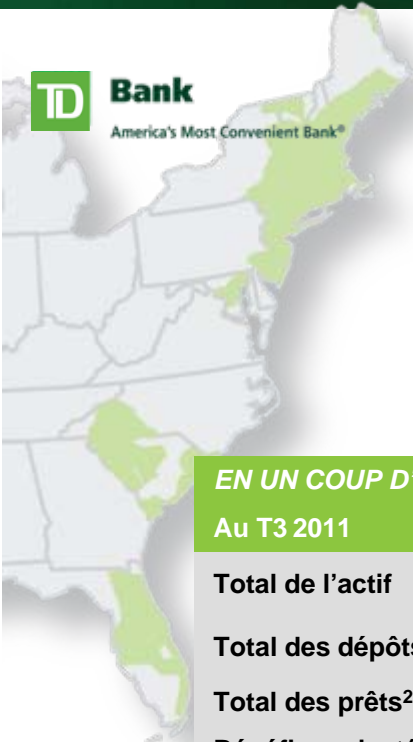 TD Bank
America's Most Convenient Bank®
EN UN COUP D'
Au T3 2011
Total de l'actif
Total des dépôts
Total des prêts²